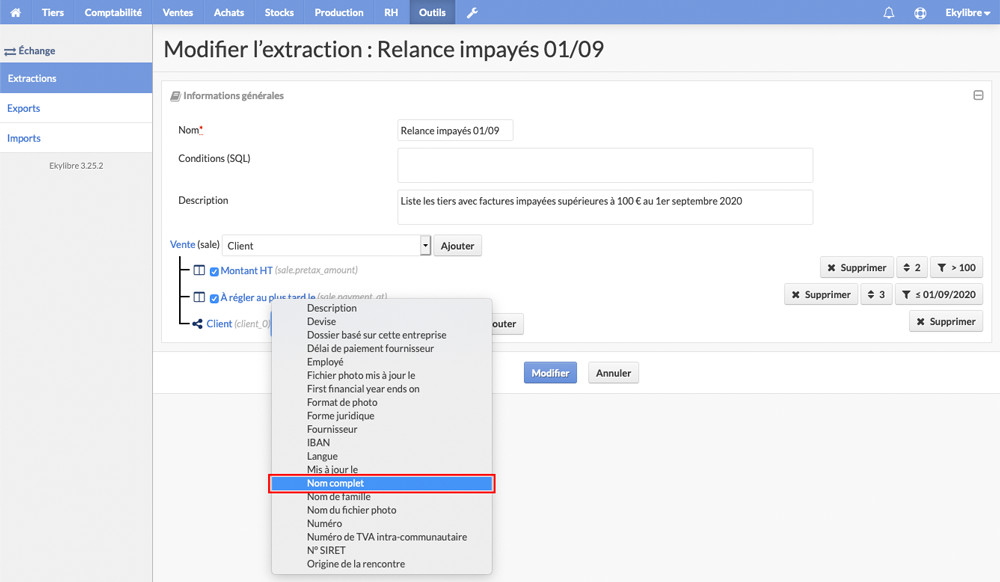 Tiers Comptabilité Ventes Achats Stocks Production RH Outils Ekylibre
Échange
Extractions
Exports
Imports
Ekylibre 3.25.2
Modifier l'extraction : Relance impayés 01/09
Informations générales
Nom* Relance impayés 01/09
Conditions (SQL)
Description Liste les tiers avec factures impayées supérieures à 100 € au 1er septembre 2020
Vente (sale) Client Ajouter
Montant HT (sale.pretax_amount) Supprimer 2 > 100
À régler au plus tard le (sale.payment_at) Supprimer 3 ≤ 01/09/2020
Client (client_0) outer Supprimer
Description
Devise
Dossier basé sur cette entreprise
Délai de paiement fournisseur
Employé
Fichier photo mis à jour le
First financial year ends on
Format de photo
Forme juridique
Fournisseur
IBAN
Langue
Mis à jour le
Nom complet
Nom de famille
Nom du fichier photo
Numéro
Numéro de TVA intra-communautaire
N° SIRET
Origine de la rencontre
Modifier Annuler